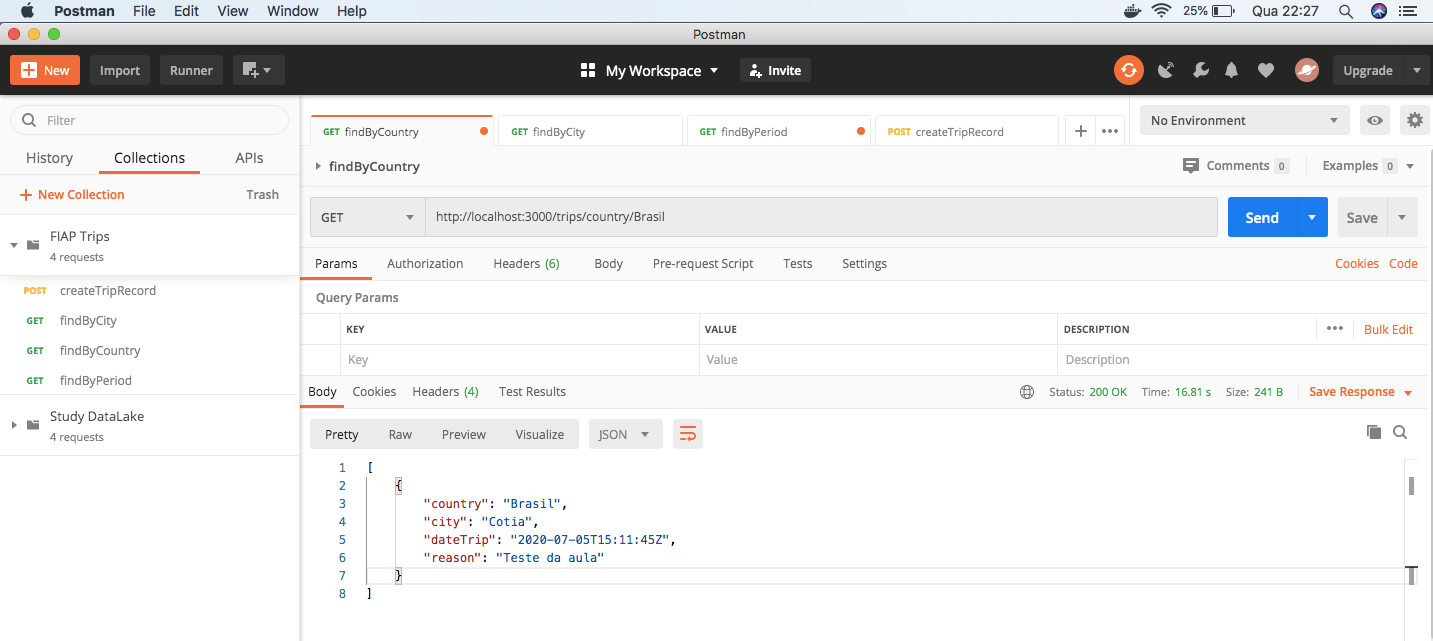 Postman File Edit View Window Help 25% Qua 22:27
Postman
New Import Runner My Workspace Invite Upgrade
Filter
History Collections APIs
New Collection Trash
FIAP Trips
4 requests
POST createTripRecord
GET findByCity
GET findByCountry
GET findByPeriod
Study DataLake
4 requests
GET findByCountry GET findByCity GET findByPeriod POST createTripRecord No Environment
findByCountry Comments 0 Examples 0
GET http://localhost:3000/trips/country/Brasil Send Save
Params Authorization Headers (6) Body Pre-request Script Tests Settings Cookies Code
Query Params
KEY VALUE DESCRIPTION Bulk Edit
Key Value Description
Body Cookies Headers (4) Test Results Status: 200 OK Time: 16.81 s Size: 241 B Save Response
Pretty Raw Preview Visualize JSON
1 [
2 {
3 "country": "Brasil",
4 "city": "Cotia",
5 "dateTrip": "2020-07-05T15:11:45Z",
6 "reason": "Teste da aula"
7 }
8 ]